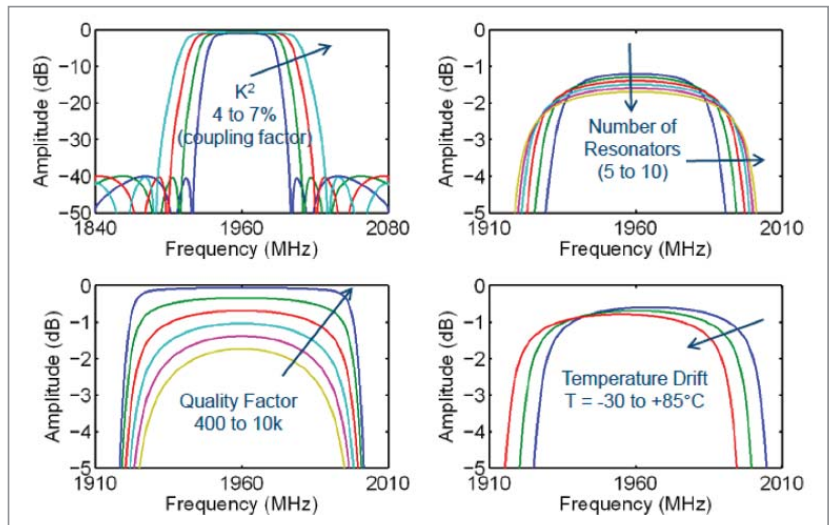 0
-10
-20
-30
-40
-50
Amplitude (dB)
K²
4 to 7%
(coupling factor)
1840
1960
2080
Frequency (MHz)
0
-1
-2
-3
-4
-5
Amplitude (dB)
Number of
Resonators
(5 to 10)
1910
1960
2010
Frequency (MHz)
0
-1
-2
-3
-4
-5
Amplitude (dB)
Quality Factor
400 to 10k
1910
1960
2010
Frequency (MHz)
0
-1
-2
-3
-4
-5
Amplitude (dB)
Temperature Drift
T = -30 to +85°C
1910
1960
2010
Frequency (MHz)